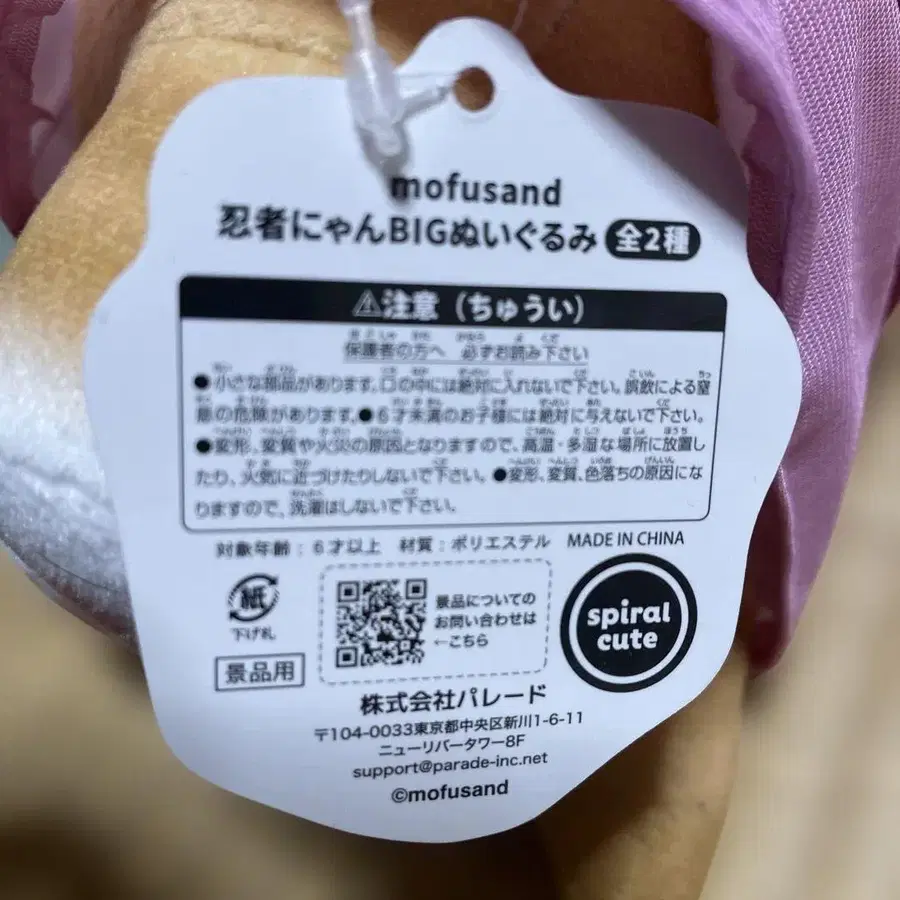 mofusand
忍者にゃんBIGぬいぐるみ 全2種
⚠注意（ちゅうい）
保護者の方へ 必ずお読み下さい
●小さな部品があります。口の中には絶対に入れないで下さい。誤飲による窒
息の危険があります。●6才未満のお子様には絶対に与えないで下さい。
●変形、変質や火災の原因となりますので、高温・多湿な場所に放置し
たり、火気に近づけたりしないで下さい。●変形、変質、色落ちの原因にな
りますので、洗濯はしないで下さい。
対象年齢：6才以上 材質：ポリエステル MADE IN CHINA
紙
下げ札
景品用
景品についての
お問い合わせは
←こちら
spiral
cute
株式会社パレード
〒104-0033東京都中央区新川1-6-11
ニューリバータワー8F
support@parade-inc.net
©mofusand